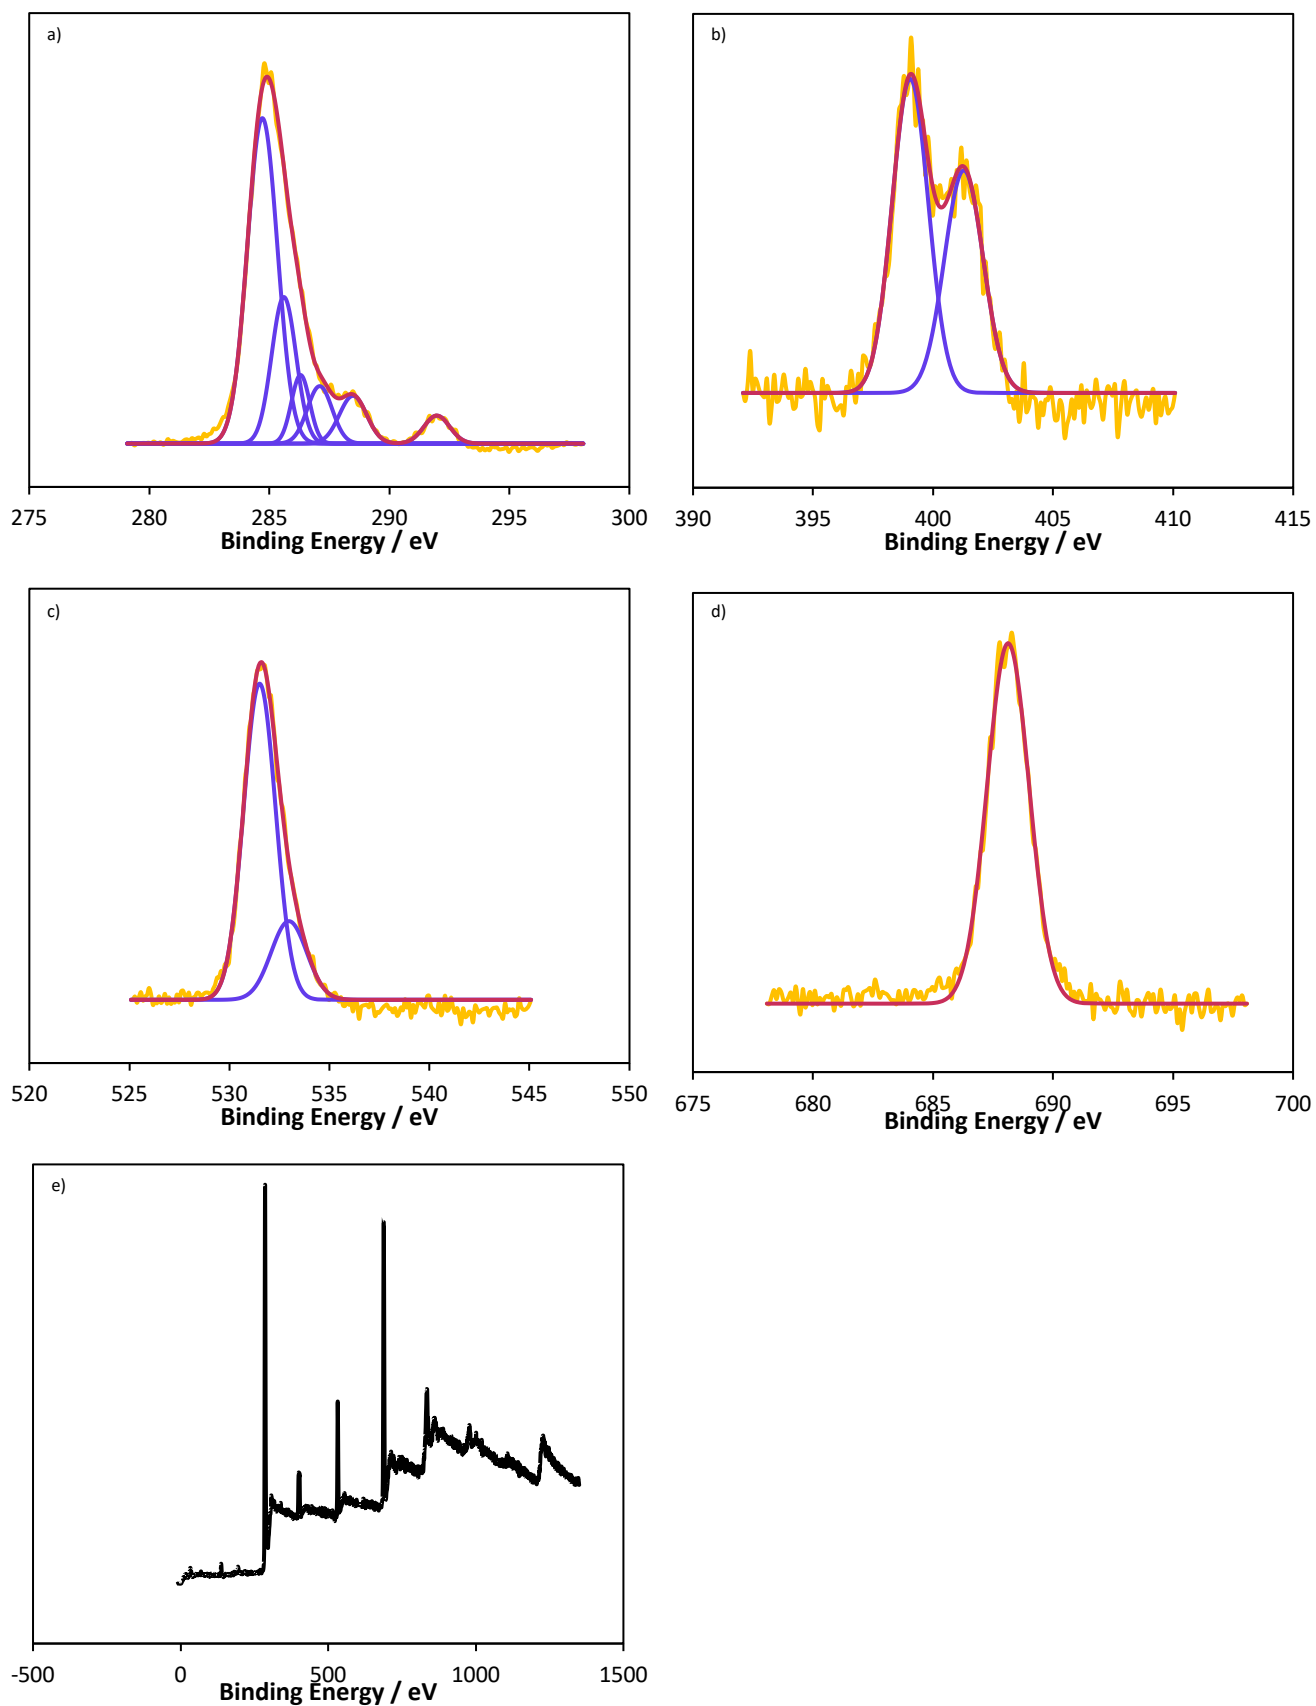 a)
275 280 285 290 295 300
Binding Energy / eV
b)
390 395 400 405 410 415
Binding Energy / eV
c)
520 525 530 535 540 545 550
Binding Energy / eV
d)
675 680 685 690 695 700
Binding Energy / eV
e)
-500 0 500 1000 1500
Binding Energy / eV